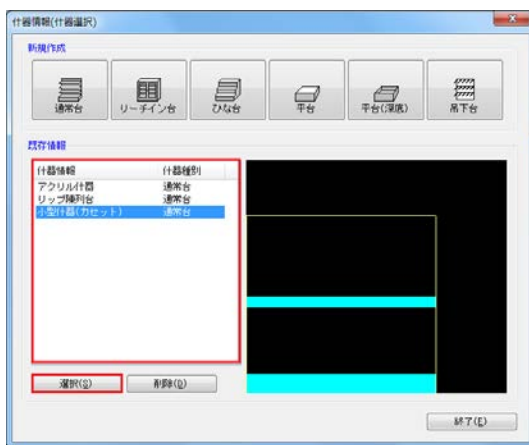 什器情報(什器選択)
新規作成
通常台 リーチイン台 ひな台 平台 平台(深底) 吊下台
既存情報
什器情報 什器種別
アクリル什器 通常台
リップ陳列台 通常台
小型什器(カセット) 通常台
選択(S) 削除(D)
終了(E)